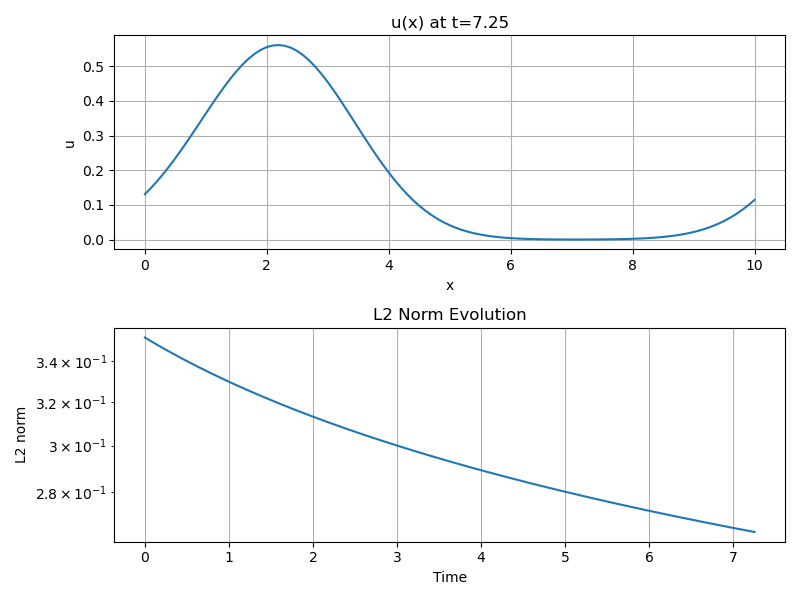 u(x) at t=7.25
u
0.5
0.4
0.3
0.2
0.1
0.0
0 2 4 6 8 10
x
L2 Norm Evolution
L2 norm
3.4 × 10⁻¹
3.2 × 10⁻¹
3 × 10⁻¹
2.8 × 10⁻¹
0 1 2 3 4 5 6 7
Time